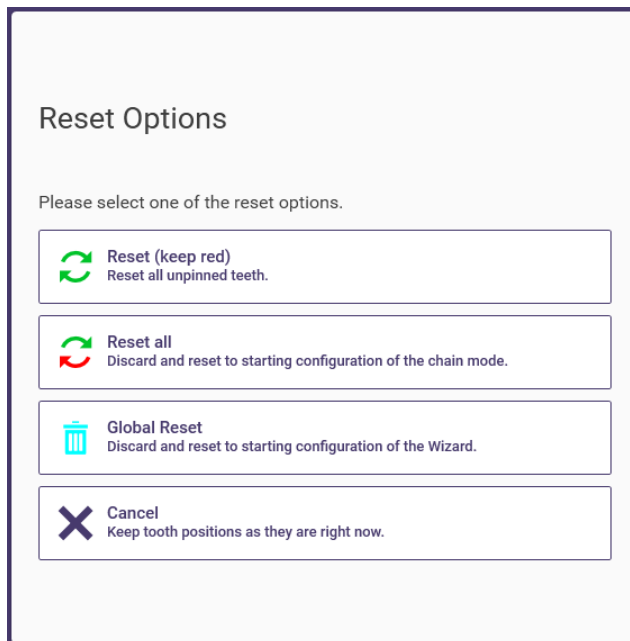 Reset Options
Please select one of the reset options.
Reset (keep red)
Reset all unpinned teeth.
Reset all
Discard and reset to starting configuration of the chain mode.
Global Reset
Discard and reset to starting configuration of the Wizard.
Cancel
Keep tooth positions as they are right now.